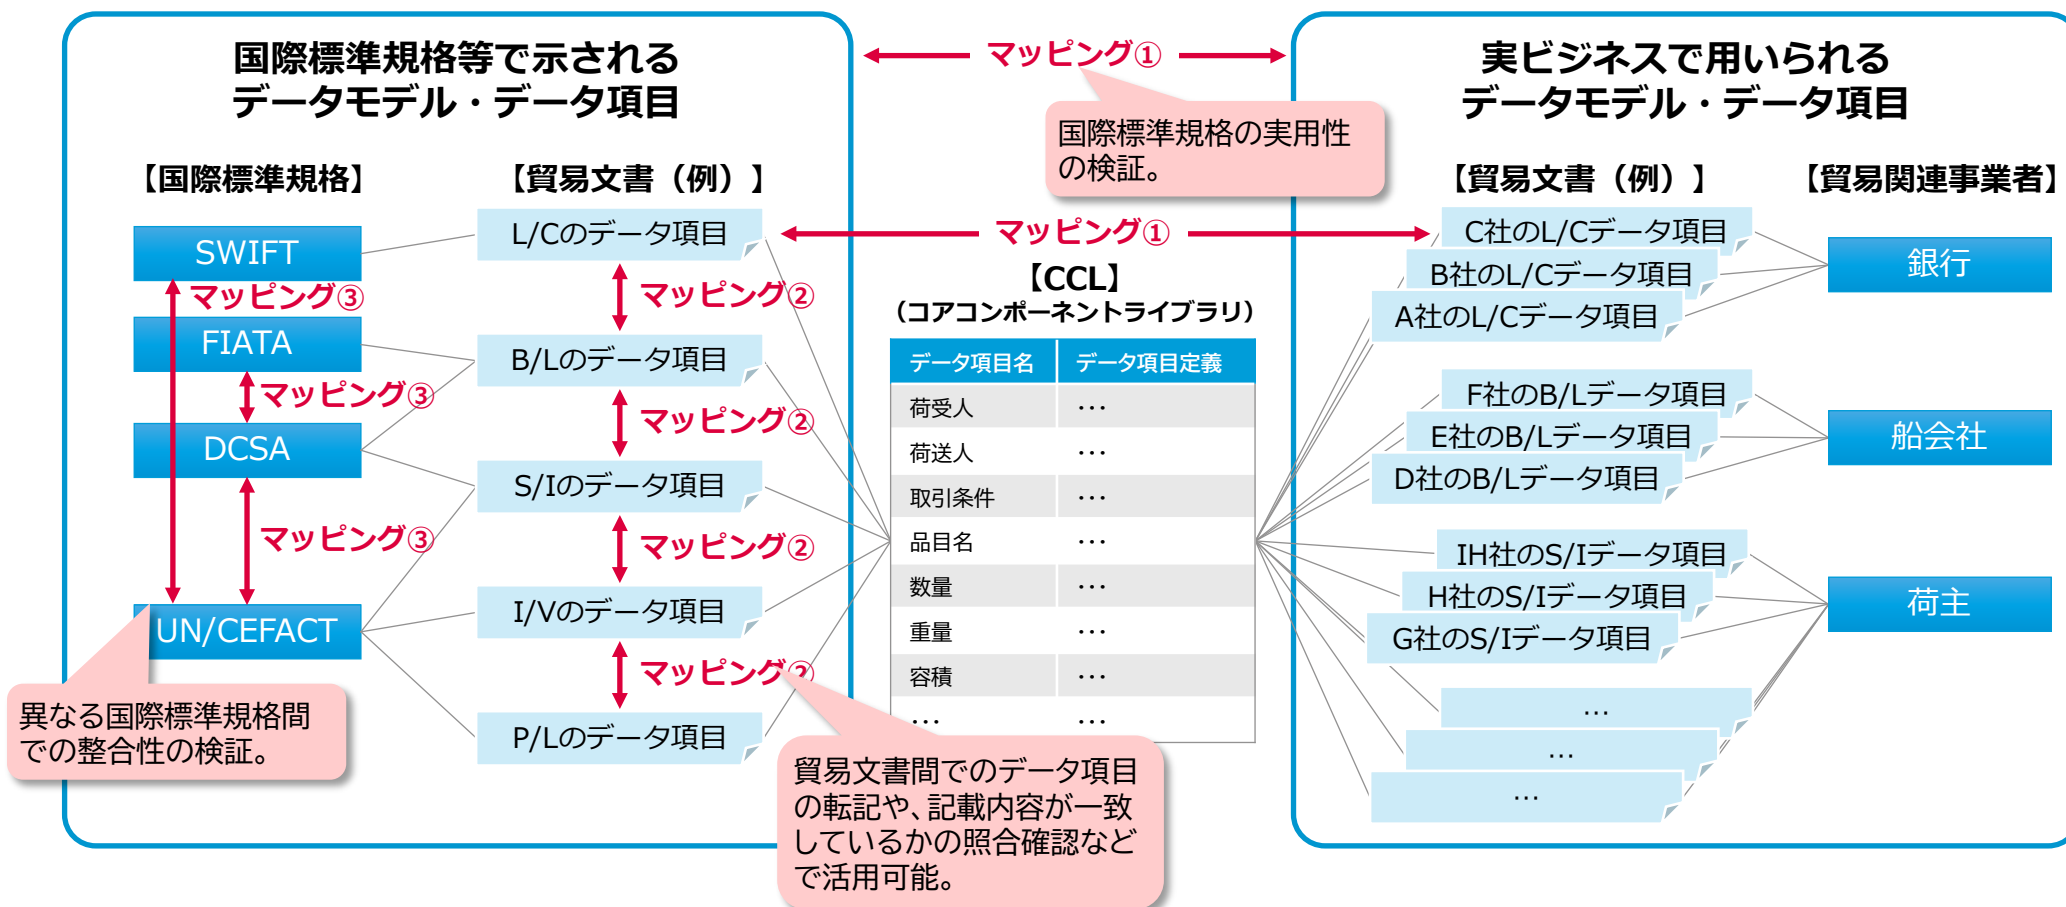 国際標準規格等で示される
データモデル・データ項目
【国際標準規格】
【貿易文書（例）】
SWIFT
FIATA
DCSA
UN/CEFACT
マッピング③
マッピング③
マッピング③
異なる国際標準規格間
での整合性の検証。
L/Cのデータ項目
マッピング②
B/Lのデータ項目
マッピング②
S/Iのデータ項目
マッピング②
I/Vのデータ項目
マッピング②
P/Lのデータ項目
貿易文書間でのデータ項目
の転記や、記載内容が一致
しているかの照合確認など
で活用可能。
マッピング①
国際標準規格の実用性
の検証。
マッピング①
【CCL】
（コアコンポーネントライブラリ）
データ項目名 データ項目定義
荷受人 …
荷送人 …
取引条件 …
品目名 …
数量 …
重量 …
容積 …
… …
実ビジネスで用いられる
データモデル・データ項目
【貿易文書（例）】
【貿易関連事業者】
C社のL/Cデータ項目
B社のL/Cデータ項目
A社のL/Cデータ項目
銀行
F社のB/Lデータ項目
E社のB/Lデータ項目
D社のB/Lデータ項目
船会社
IH社のS/Iデータ項目
H社のS/Iデータ項目
G社のS/Iデータ項目
荷主
…
…
…